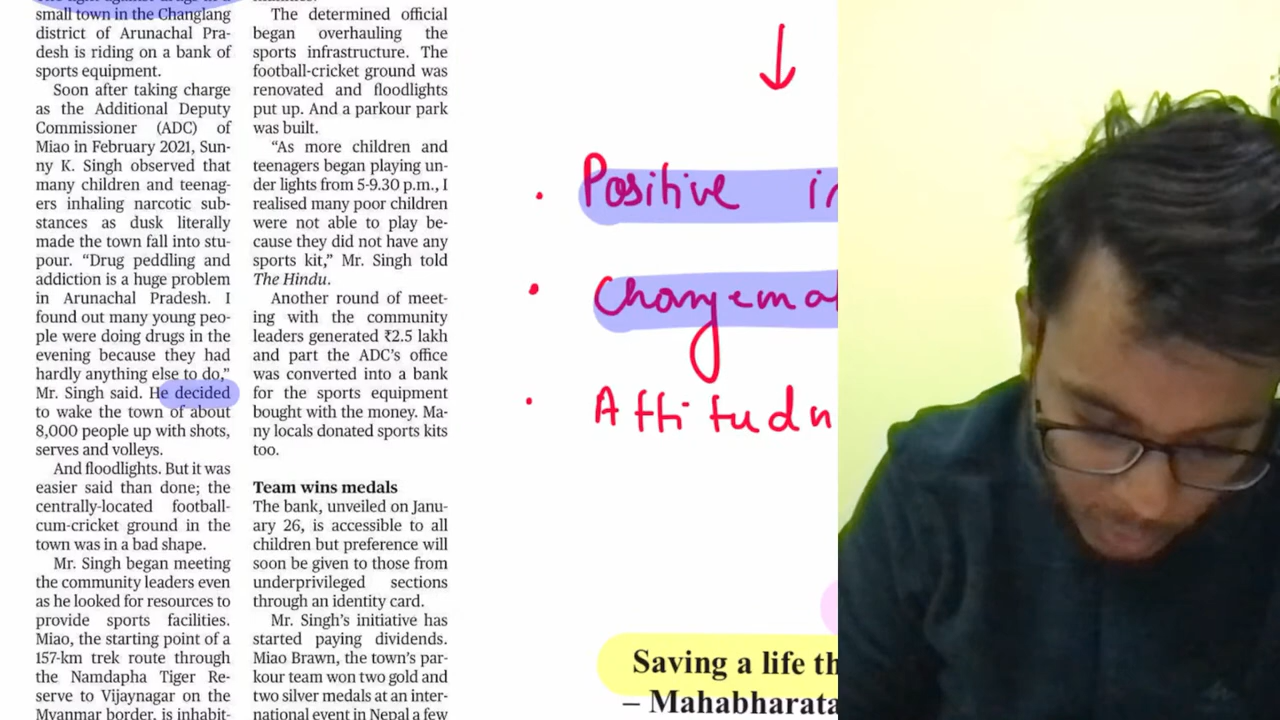 small town in the Changlang
district of Arunachal Pra-
desh is riding on a bank of
sports equipment.
Soon after taking charge
as the Additional Deputy
Commissioner (ADC) of
Miao in February 2021, Sun-
ny K. Singh observed that
many children and teenag-
ers inhaling narcotic sub-
stances as dusk literally
made the town fall into stu-
pour. “Drug peddling and
addiction is a huge problem
in Arunachal Pradesh. I
found out many young peo-
ple were doing drugs in the
evening because they had
hardly anything else to do,”
Mr. Singh said. He decided
to wake the town of about
8,000 people up with shots,
serves and volleys.
And floodlights. But it was
easier said than done; the
centrally-located football-
cum-cricket ground in the
town was in a bad shape.
Mr. Singh began meeting
the community leaders even
as he looked for resources to
provide sports facilities.
Miao, the starting point of a
157-km trek route through
the Namdapha Tiger Re-
serve to Vijaynagar on the
Myanmar border, is inhabit-
The determined official
began overhauling the
sports infrastructure. The
football-cricket ground was
renovated and floodlights
put up. And a parkour park
was built.
“As more children and
teenagers began playing un-
der lights from 5-9.30 p.m., I
realised many poor children
were not able to play be-
cause they did not have any
sports kit,” Mr. Singh told
The Hindu.
Another round of meet-
ing with the community
leaders generated ₹2.5 lakh
and part the ADC’s office
was converted into a bank
for the sports equipment
bought with the money. Ma-
ny locals donated sports kits
too.
Team wins medals
The bank, unveiled on Janu-
ary 26, is accessible to all
children but preference will
soon be given to those from
underprivileged sections
through an identity card.
Mr. Singh’s initiative has
started paying dividends.
Miao Brawn, the town’s par-
kour team won two gold and
two silver medals at an inter-
national event in Nepal a few
Positive
Saving a life
– Mahabharata